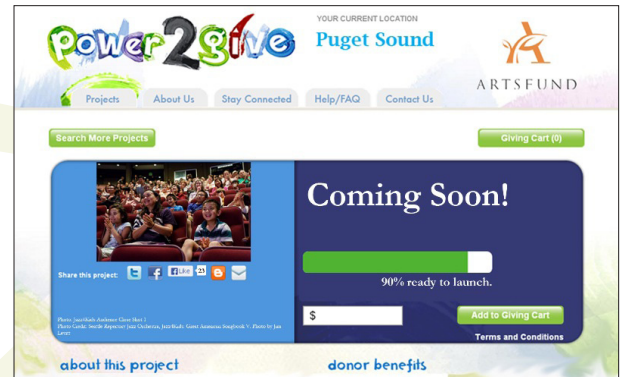 power2give
YOUR CURRENT LOCATION
Puget Sound
ARTSFUND
Projects
About Us
Stay Connected
Help/FAQ
Contact Us
Search More Projects
Giving Cart (0)
Coming Soon!
90% ready to launch.
Share this project:
Like
23
$
Add to Giving Cart
Terms and Conditions
about this project
donor benefits